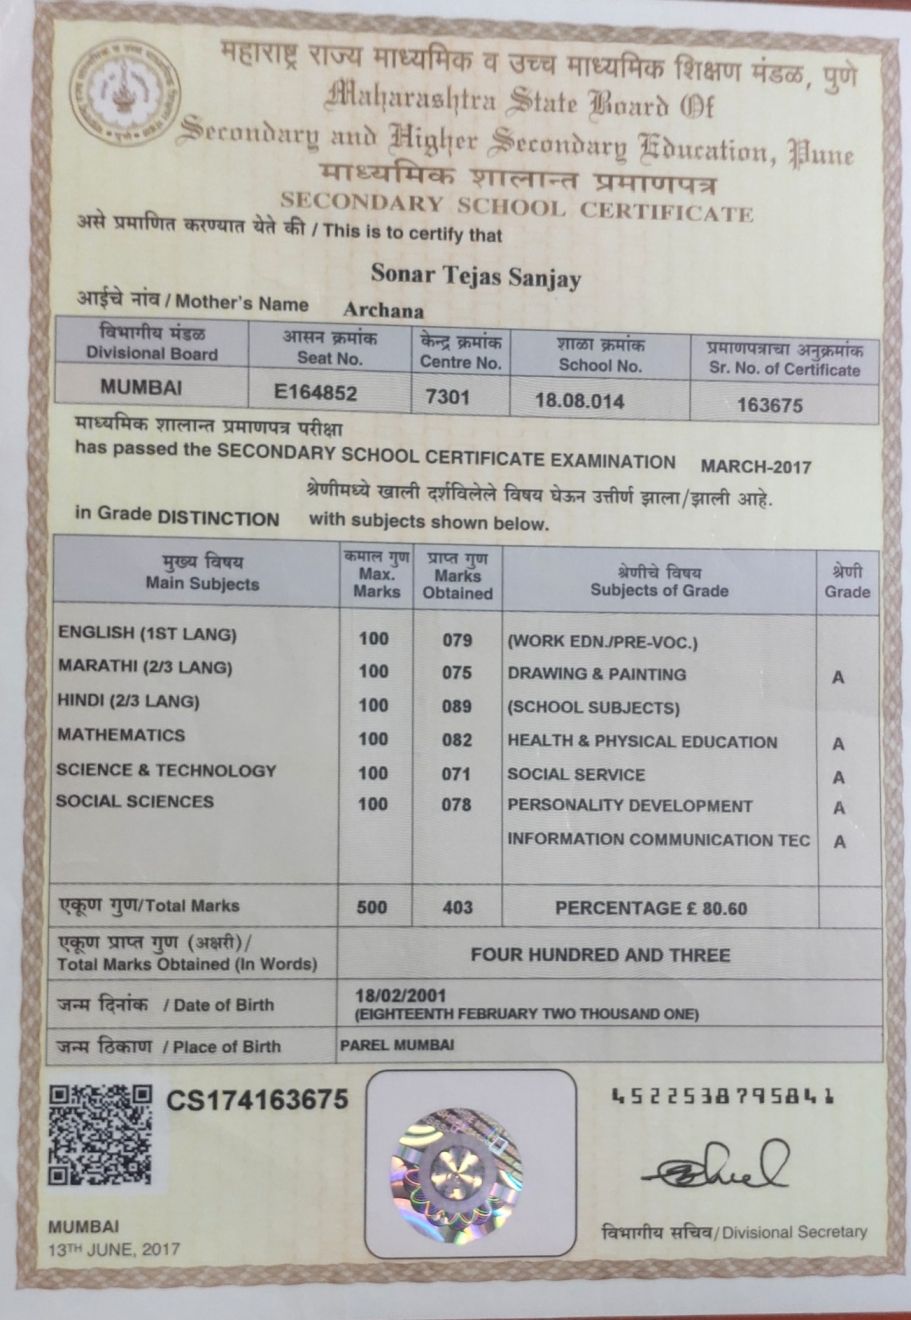 महाराष्ट्र राज्य माध्यमिक व उच्च माध्यमिक शिक्षण मंडळ, पुणे
Maharashtra State Board Of
Secondary and Higher Secondary Education, Pune
माध्यमिक शालान्त प्रमाणपत्र
SECONDARY SCHOOL CERTIFICATE
असे प्रमाणित करण्यात येते की / This is to certify that
Sonar Tejas Sanjay
आईचे नांव / Mother's Name Archana
विभागीय मंडळ आसन क्रमांक केन्द्र क्रमांक शाळा क्रमांक प्रमाणपत्राचा अनुक्रमांक
Divisional Board Seat No. Centre No. School No. Sr. No. of Certificate
MUMBAI E164852 7301 18.08.014 163675
माध्यमिक शालान्त प्रमाणपत्र परीक्षा
has passed the SECONDARY SCHOOL CERTIFICATE EXAMINATION MARCH-2017
श्रेणीमध्ये खाली दर्शविलेले विषय घेऊन उत्तीर्ण झाला/झाली आहे.
in Grade DISTINCTION with subjects shown below.
मुख्य विषय कमाल गुण प्राप्त गुण श्रेणीचे विषय श्रेणी
Main Subjects Max. Marks Marks Obtained Subjects of Grade Grade
ENGLISH (1ST LANG) 100 079 (WORK EDN./PRE-VOC.)
MARATHI (2/3 LANG) 100 075 DRAWING & PAINTING A
HINDI (2/3 LANG) 100 089 (SCHOOL SUBJECTS)
MATHEMATICS 100 082 HEALTH & PHYSICAL EDUCATION A
SCIENCE & TECHNOLOGY 100 071 SOCIAL SERVICE A
SOCIAL SCIENCES 100 078 PERSONALITY DEVELOPMENT A
INFORMATION COMMUNICATION TEC A
एकूण गुण/Total Marks 500 403 PERCENTAGE £ 80.60
एकूण प्राप्त गुण (अक्षरी)/
Total Marks Obtained (In Words) FOUR HUNDRED AND THREE
जन्म दिनांक / Date of Birth 18/02/2001
(EIGHTEENTH FEBRUARY TWO THOUSAND ONE)
जन्म ठिकाण / Place of Birth PAREL MUMBAI
CS174163675 4522538795841
MUMBAI
13TH JUNE, 2017
विभागीय सचिव/Divisional Secretary